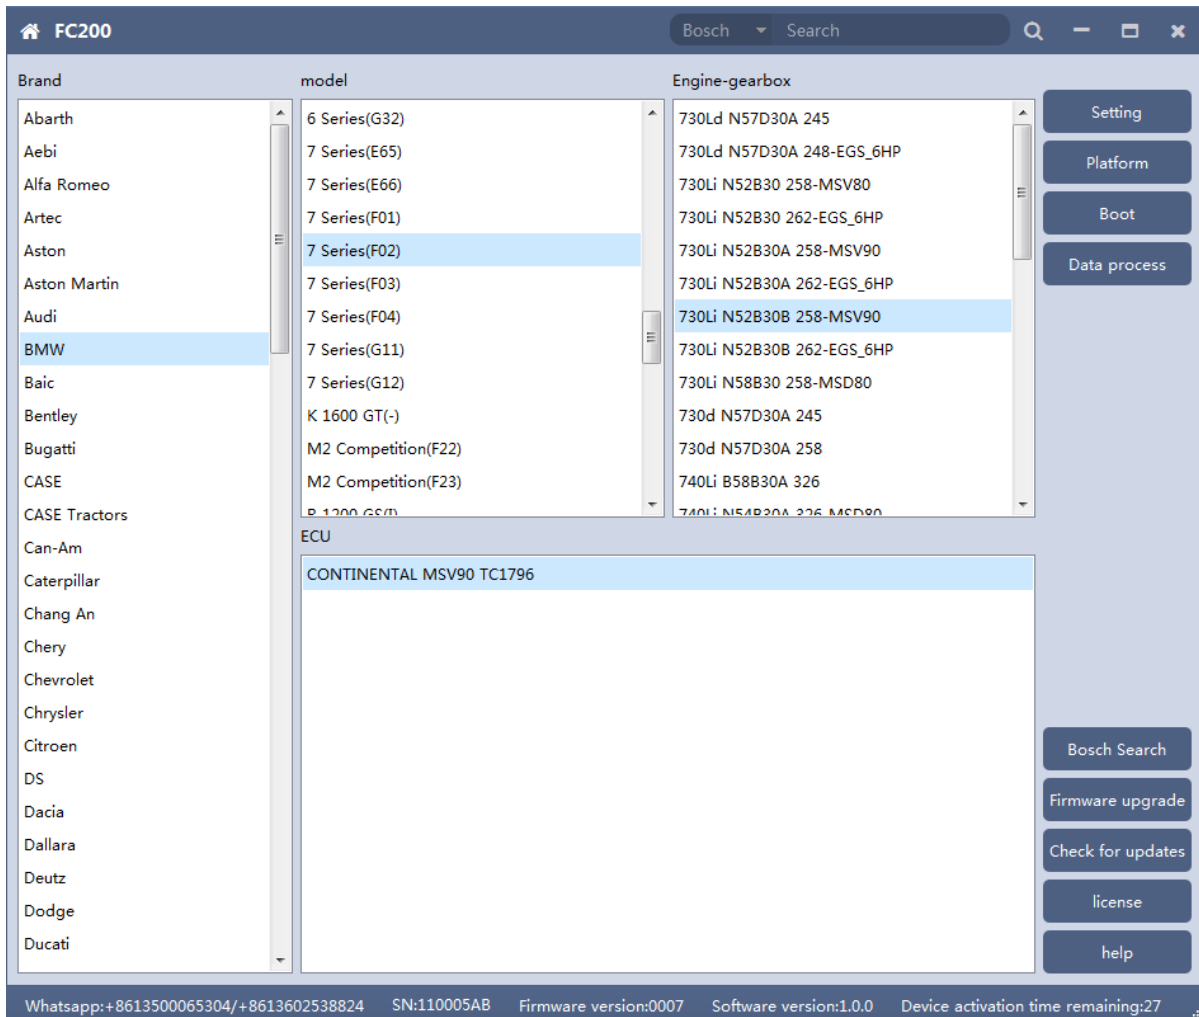 FC200
Bosch
Search
Brand
Abarth
Aebi
Alfa Romeo
Artec
Aston
Aston Martin
Audi
BMW
Baic
Bentley
Bugatti
CASE
CASE Tractors
Can-Am
Caterpillar
Chang An
Chery
Chevrolet
Chrysler
Citroen
DS
Dacia
Dallara
Deutz
Dodge
Ducati
model
6 Series(G32)
7 Series(E65)
7 Series(E66)
7 Series(F01)
7 Series(F02)
7 Series(F03)
7 Series(F04)
7 Series(G11)
7 Series(G12)
K 1600 GT(-)
M2 Competition(F22)
M2 Competition(F23)
R 1200 GS(I)
Engine-gearbox
730Ld N57D30A 245
730Ld N57D30A 248-EGS_6HP
730Li N52B30 258-MSV80
730Li N52B30 262-EGS_6HP
730Li N52B30A 258-MSV90
730Li N52B30A 262-EGS_6HP
730Li N52B30B 258-MSV90
730Li N52B30B 262-EGS_6HP
730Li N58B30 258-MSD80
730d N57D30A 245
730d N57D30A 258
740Li B58B30A 326
740Li N54B30A 326-MSD80
ECU
CONTINENTAL MSV90 TC1796
Setting
Platform
Boot
Data process
Bosch Search
Firmware upgrade
Check for updates
license
help
Whatsapp:+8613500065304/+8613602538824 SN:110005AB Firmware version:0007 Software version:1.0.0 Device activation time remaining:27